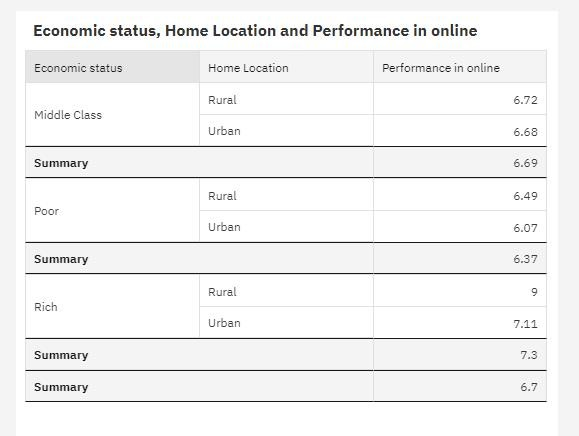 Economic status, Home Location and Performance in online
Economic status Home Location Performance in online
Middle Class Rural 6.72
Urban 6.68
Summary 6.69
Poor Rural 6.49
Urban 6.07
Summary 6.37
Rich Rural 9
Urban 7.11
Summary 7.3
Summary 6.7